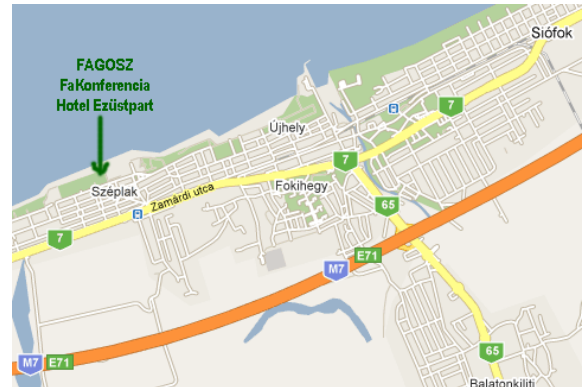 Siófok
FAGOSZ
FaKonferencia
Hotel Ezüstpart
7
Újhely
7
Széplak
Fokihegy
Zamárdi utca
65
7
E71
M7
M7 E71
65
Balatonkiliti